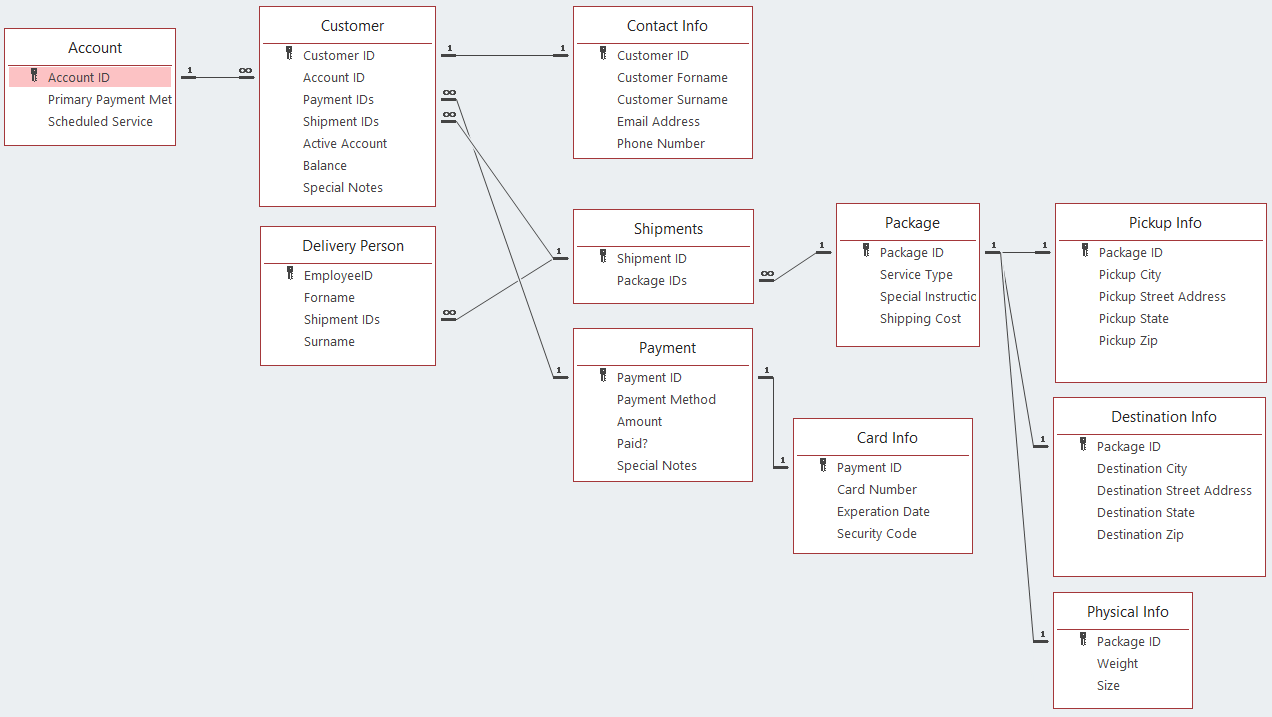 Account
Account ID
Primary Payment Met
Scheduled Service
1
∞
Customer
Customer ID
Account ID
Payment IDs
Shipment IDs
Active Account
Balance
Special Notes
1
1
∞
∞
Contact Info
Customer ID
Customer Forname
Customer Surname
Email Address
Phone Number
Delivery Person
EmployeeID
Forname
Shipment IDs
Surname
∞
1
Shipments
Shipment ID
Package IDs
∞
1
Package
Package ID
Service Type
Special Instructic
Shipping Cost
1
1
Pickup Info
Package ID
Pickup City
Pickup Street Address
Pickup State
Pickup Zip
1
Payment
Payment ID
Payment Method
Amount
Paid?
Special Notes
1
1
Card Info
Payment ID
Card Number
Experation Date
Security Code
1
Destination Info
Package ID
Destination City
Destination Street Address
Destination State
Destination Zip
1
Physical Info
Package ID
Weight
Size